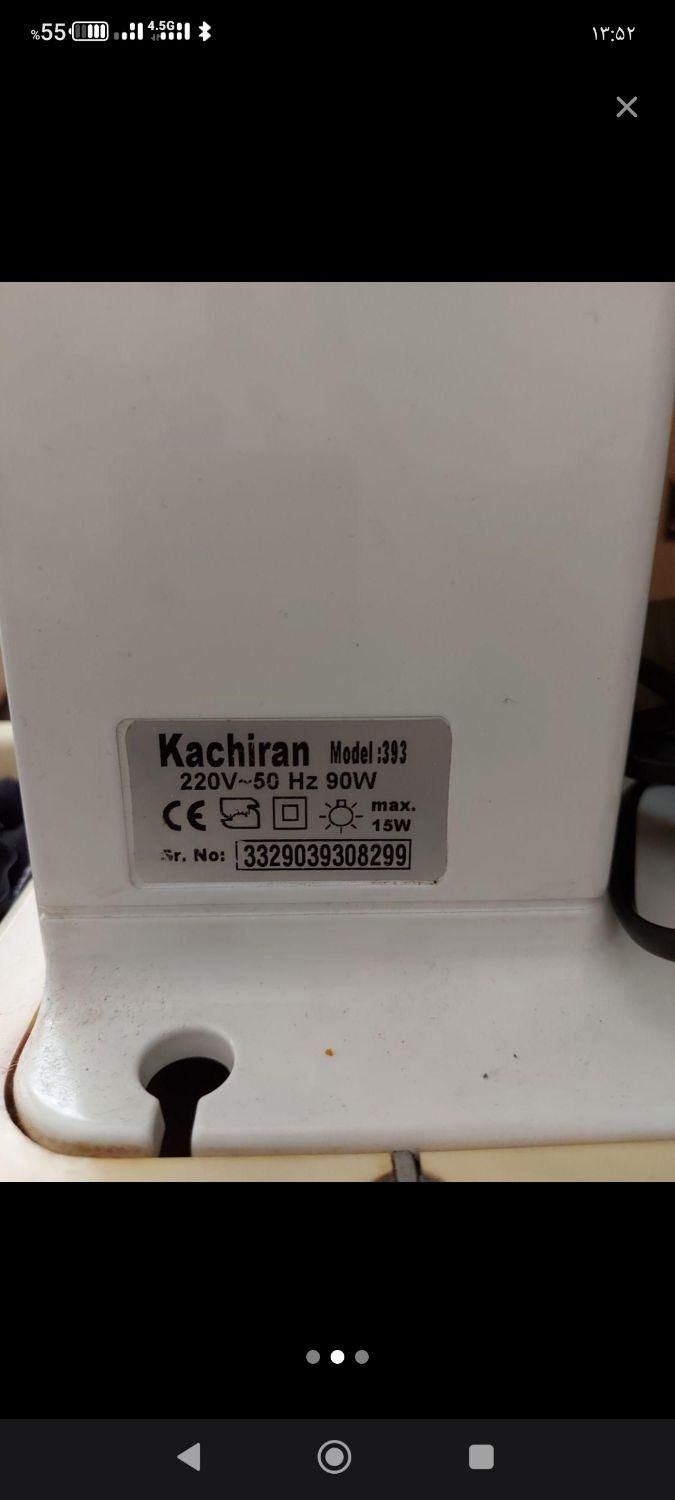 %55 4.5G ۱۳:۵۲
Kachiran Model :393
220V~50 Hz 90W
CE max.
15W
Sr. No: 3329039308299